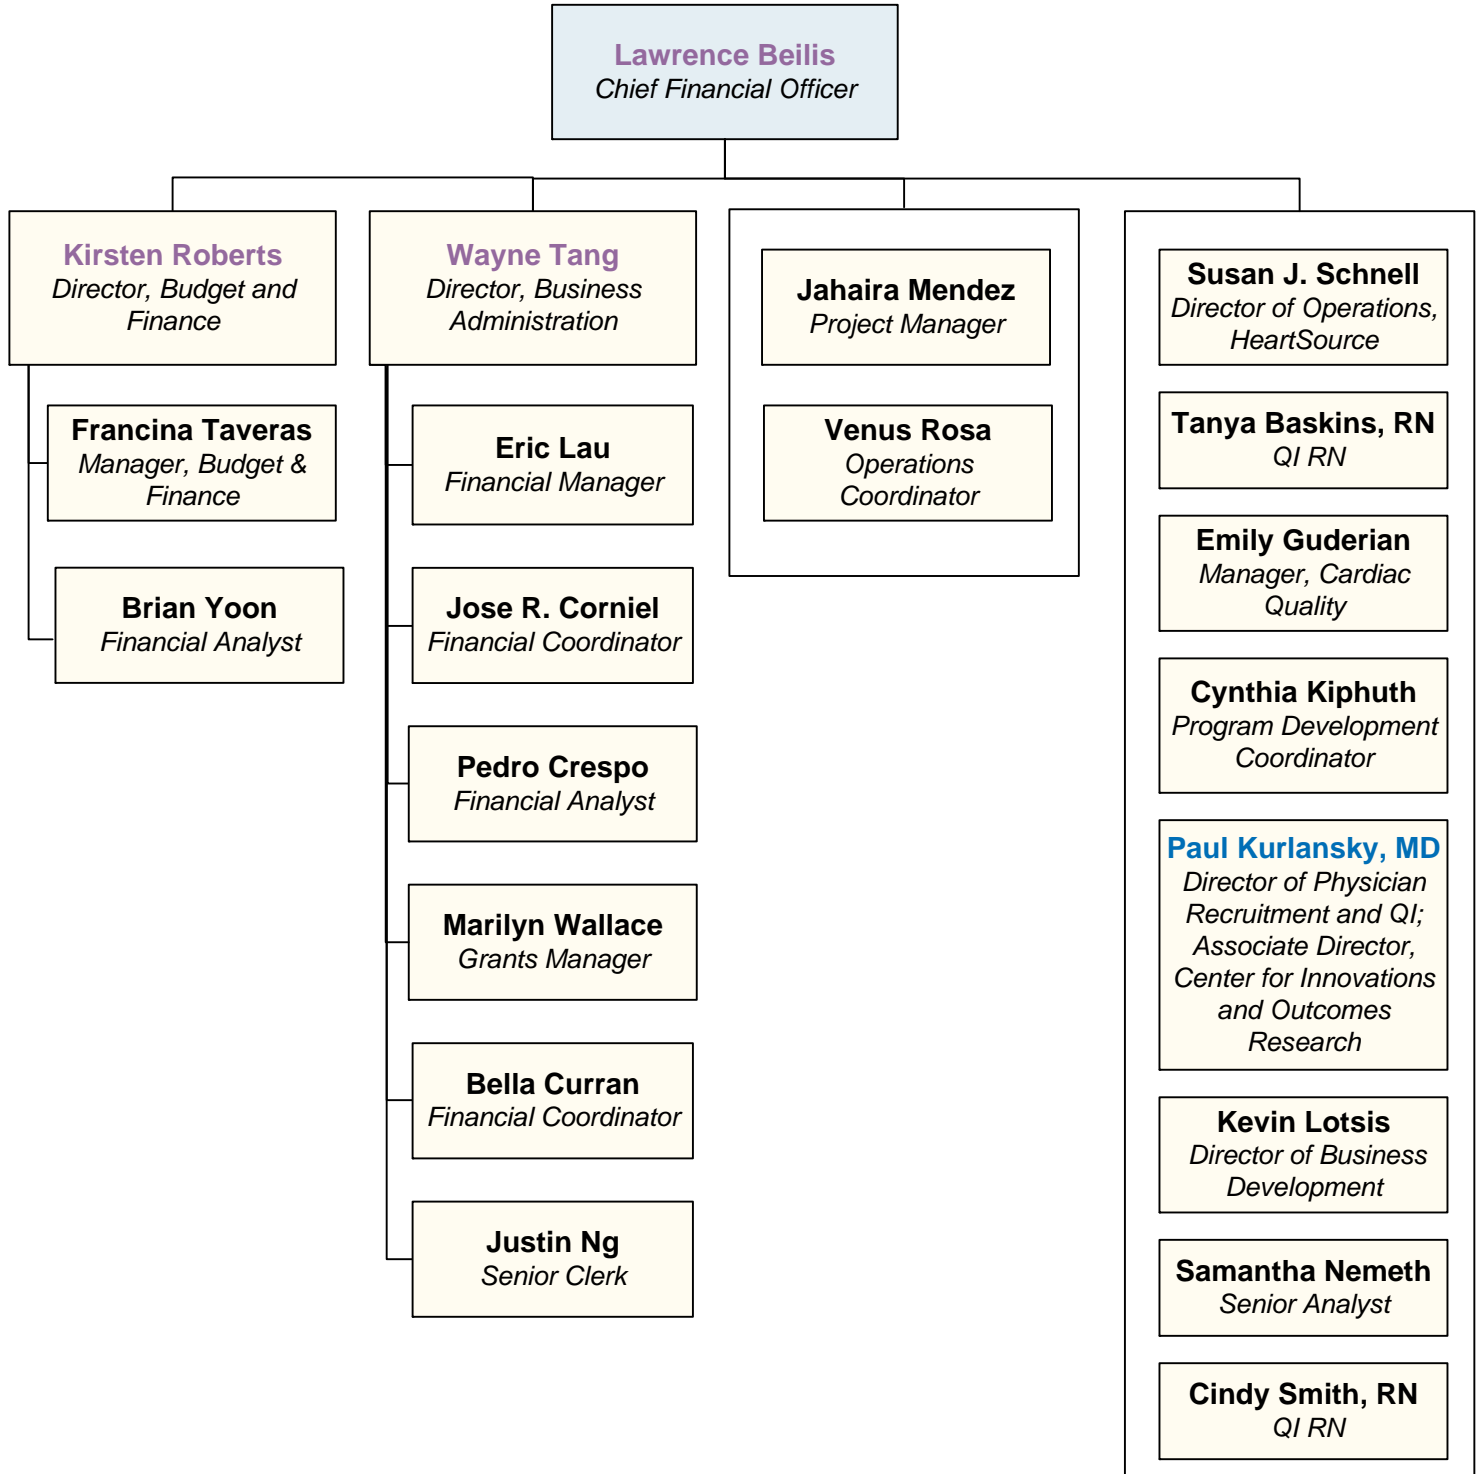 Lawrence Beilis
Chief Financial Officer
Kirsten Roberts
Director, Budget and
Finance
Francina Taveras
Manager, Budget &
Finance
Brian Yoon
Financial Analyst
Wayne Tang
Director, Business
Administration
Eric Lau
Financial Manager
Jose R. Corniel
Financial Coordinator
Pedro Crespo
Financial Analyst
Marilyn Wallace
Grants Manager
Bella Curran
Financial Coordinator
Justin Ng
Senior Clerk
Jahaira Mendez
Project Manager
Venus Rosa
Operations
Coordinator
Susan J. Schnell
Director of Operations,
HeartSource
Tanya Baskins, RN
QI RN
Emily Guderian
Manager, Cardiac
Quality
Cynthia Kiphuth
Program Development
Coordinator
Paul Kurlansky, MD
Director of Physician
Recruitment and QI;
Associate Director,
Center for Innovations
and Outcomes
Research
Kevin Lotsis
Director of Business
Development
Samantha Nemeth
Senior Analyst
Cindy Smith, RN
QI RN